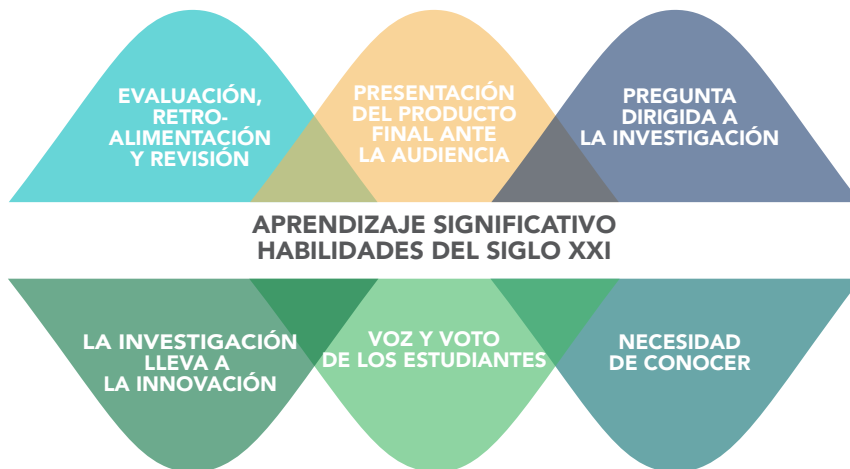 EVALUACIÓN,
RETRO-
ALIMENTACIÓN
Y REVISIÓN
PRESENTACIÓN
DEL PRODUCTO
FINAL ANTE
LA AUDIENCIA
PREGUNTA
DIRIGIDA A
LA INVESTIGACIÓN
APRENDIZAJE SIGNIFICATIVO
HABILIDADES DEL SIGLO XXI
LA INVESTIGACIÓN
LLEVA A
LA INNOVACIÓN
VOZ Y VOTO
DE LOS ESTUDIANTES
NECESIDAD
DE CONOCER